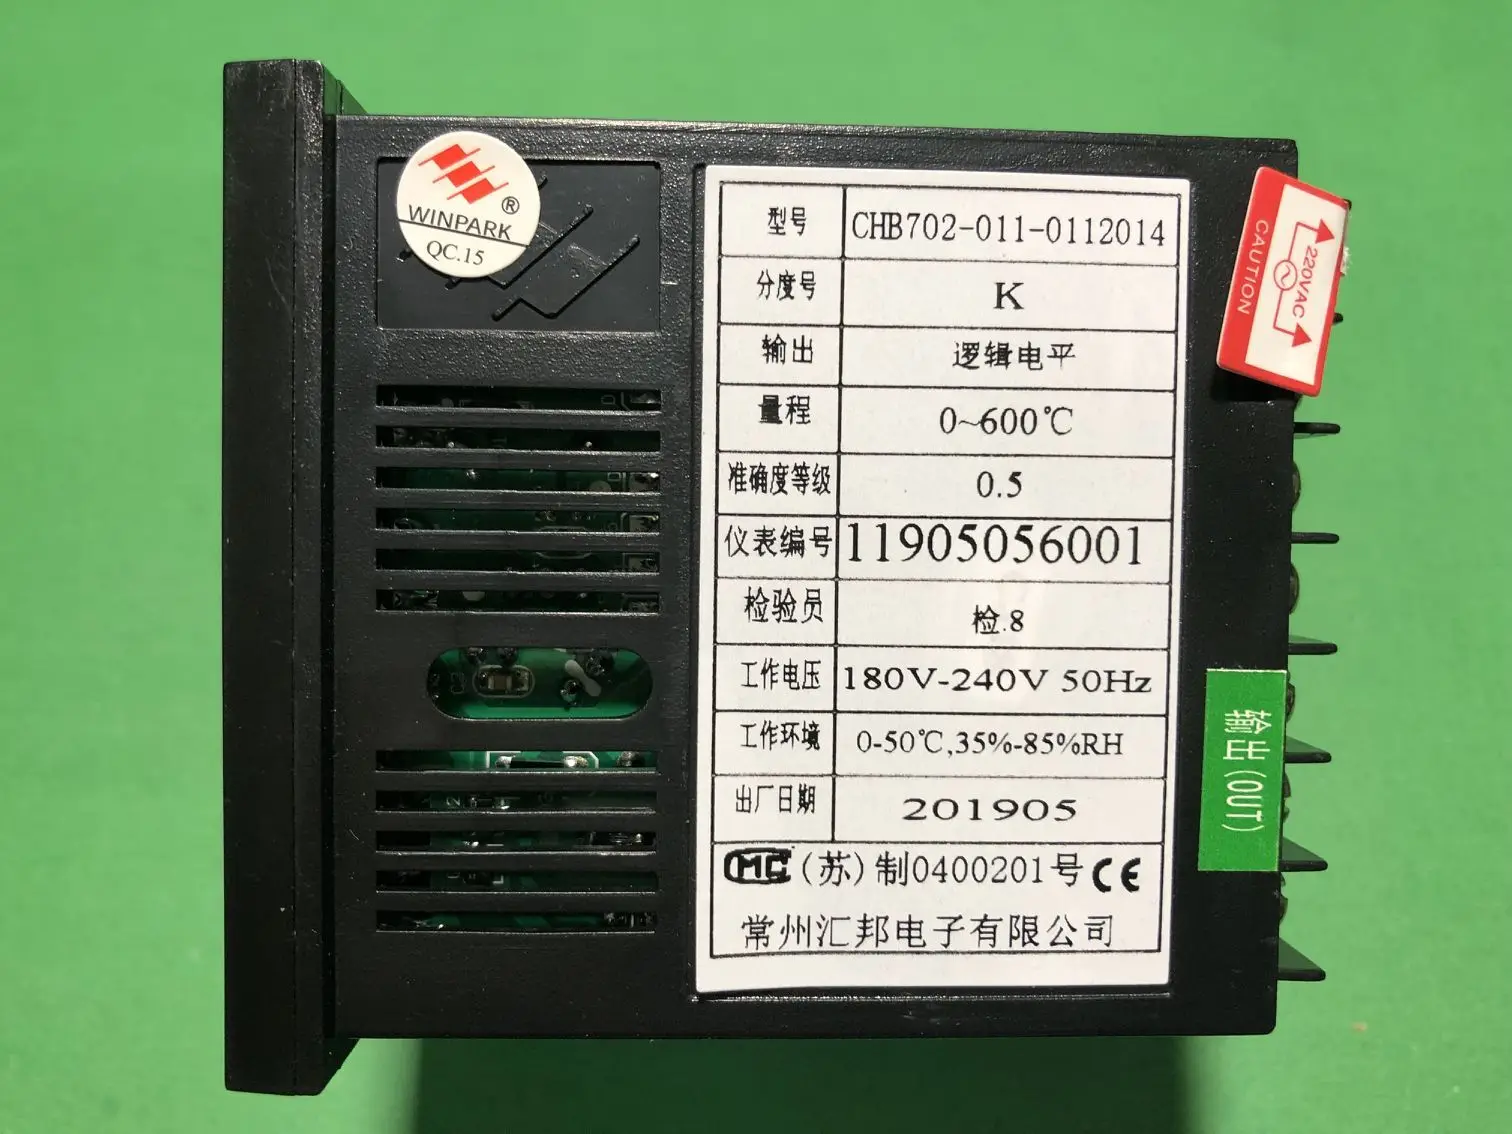 WINPARK®
QC.15
型号 CHB702-011-0112014
分度号 K
输出 逻辑电平
量程 0~600℃
准确度等级 0.5
仪表编号 11905056001
检验员 检.8
工作电压 180V-240V 50Hz
工作环境 0-50℃,35%-85%RH
出厂日期 201905
MC (苏)制0400201号 CE
常州汇邦电子有限公司
CAUTION
220VAC
输出(OUT)